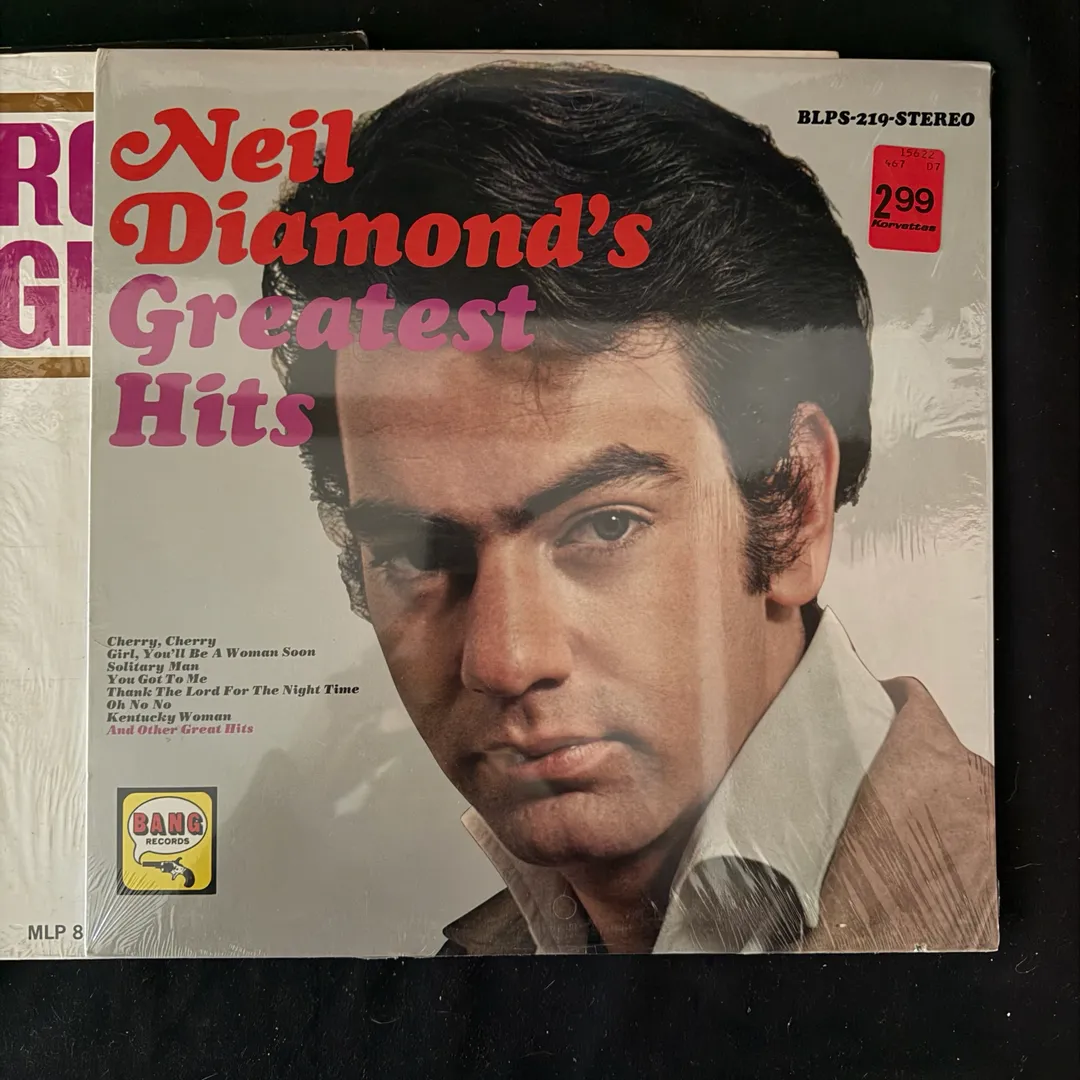 Neil
Diamond's
Greatest
Hits
BLPS-219-STEREO
15622
467 D7
2 99
Korvettes
Cherry, Cherry
Girl, You'll Be A Woman Soon
Solitary Man
You Got To Me
Thank The Lord For The Night Time
Oh No No
Kentucky Woman
And Other Great Hits
BANG
RECORDS
MLP 8